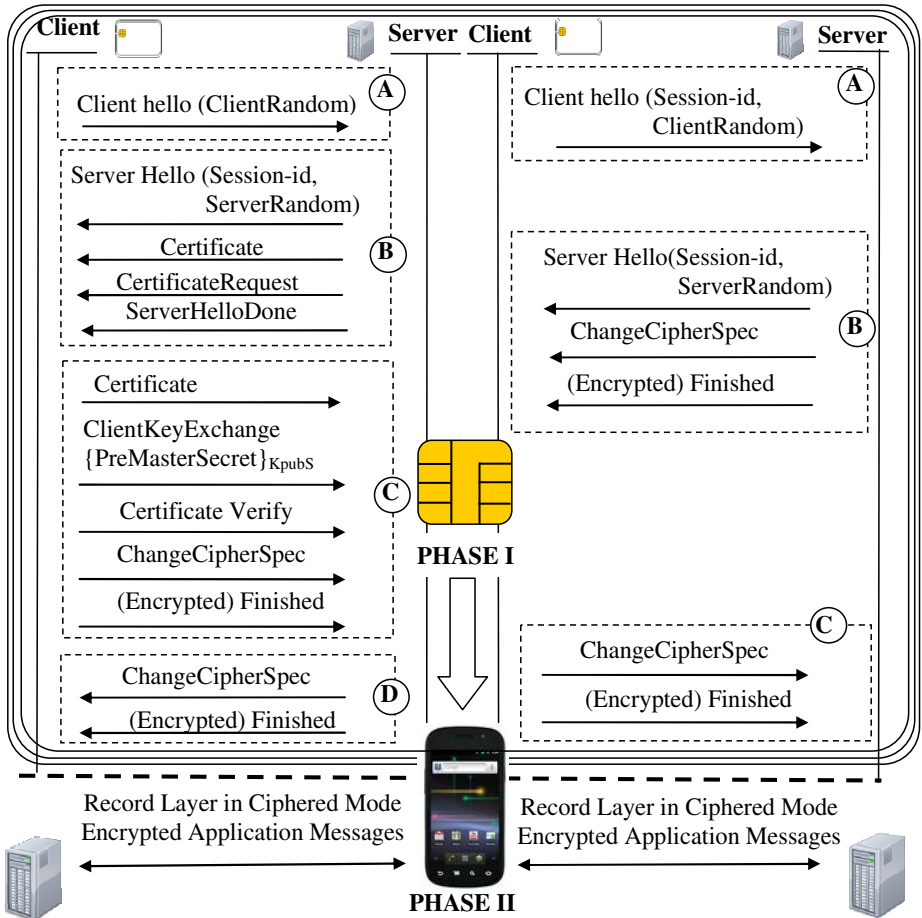 Client
Server
Client
Server
A
Client hello (ClientRandom)
Server Hello (Session-id,
ServerRandom)
Certificate
B
CertificateRequest
ServerHelloDone
Certificate
ClientKeyExchange
{PreMasterSecret}KpubS
C
Certificate Verify
ChangeCipherSpec
(Encrypted) Finished
ChangeCipherSpec
D
(Encrypted) Finished
A
Client hello (Session-id,
ClientRandom)
Server Hello(Session-id,
ServerRandom)
B
ChangeCipherSpec
(Encrypted) Finished
C
ChangeCipherSpec
(Encrypted) Finished
PHASE I
Record Layer in Ciphered Mode
Encrypted Application Messages
Record Layer in Ciphered Mode
Encrypted Application Messages
PHASE II